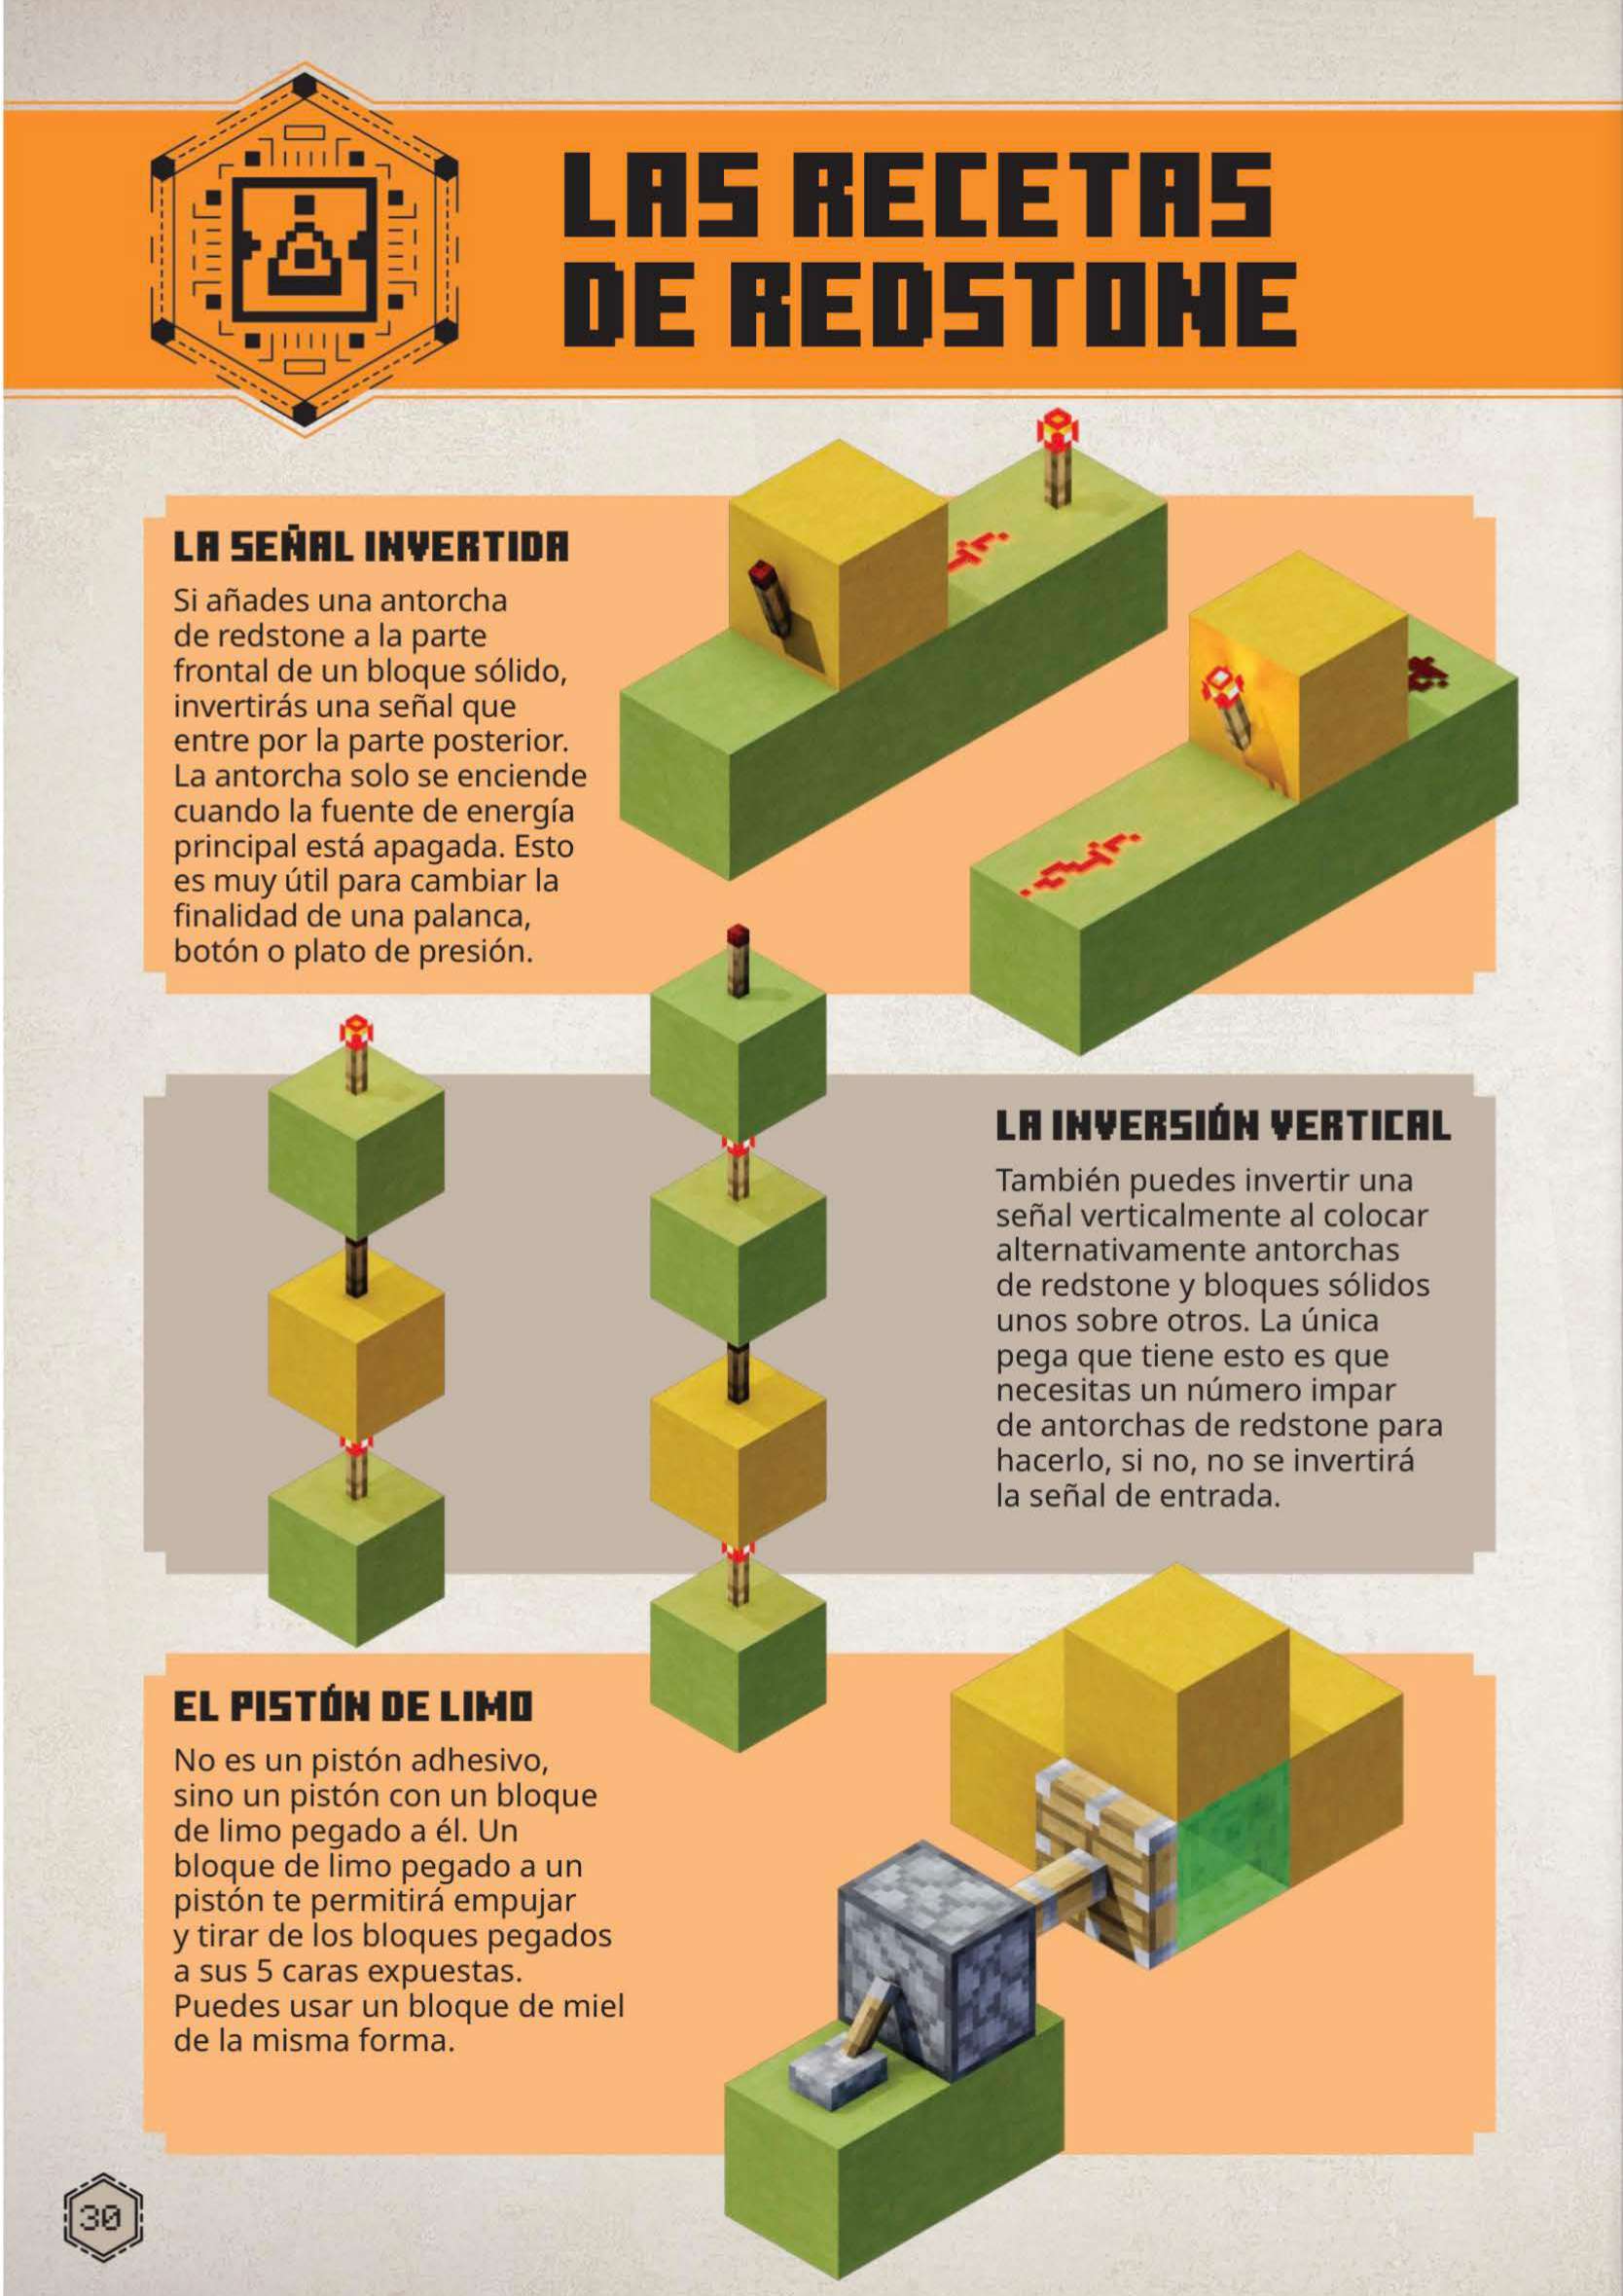 LAS RECETAS
DE REDSTONE
LA SEÑAL INVERTIDA
Si añades una antorcha
de redstone a la parte
frontal de un bloque sólido,
invertirás una señal que
entre por la parte posterior.
La antorcha solo se enciende
cuando la fuente de energía
principal está apagada. Esto
es muy útil para cambiar la
finalidad de una palanca,
botón o plato de presión.
LA INVERSIÓN VERTICAL
También puedes invertir una
señal verticalmente al colocar
alternativamente antorchas
de redstone y bloques sólidos
unos sobre otros. La única
pega que tiene esto es que
necesitas un número impar
de antorchas de redstone para
hacerlo, si no, no se invertirá
la señal de entrada.
EL PISTÓN DE LIMO
No es un pistón adhesivo,
sino un pistón con un bloque
de limo pegado a él. Un
bloque de limo pegado a un
pistón te permitirá empujar
y tirar de los bloques pegados
a sus 5 caras expuestas.
Puedes usar un bloque de miel
de la misma forma.
30